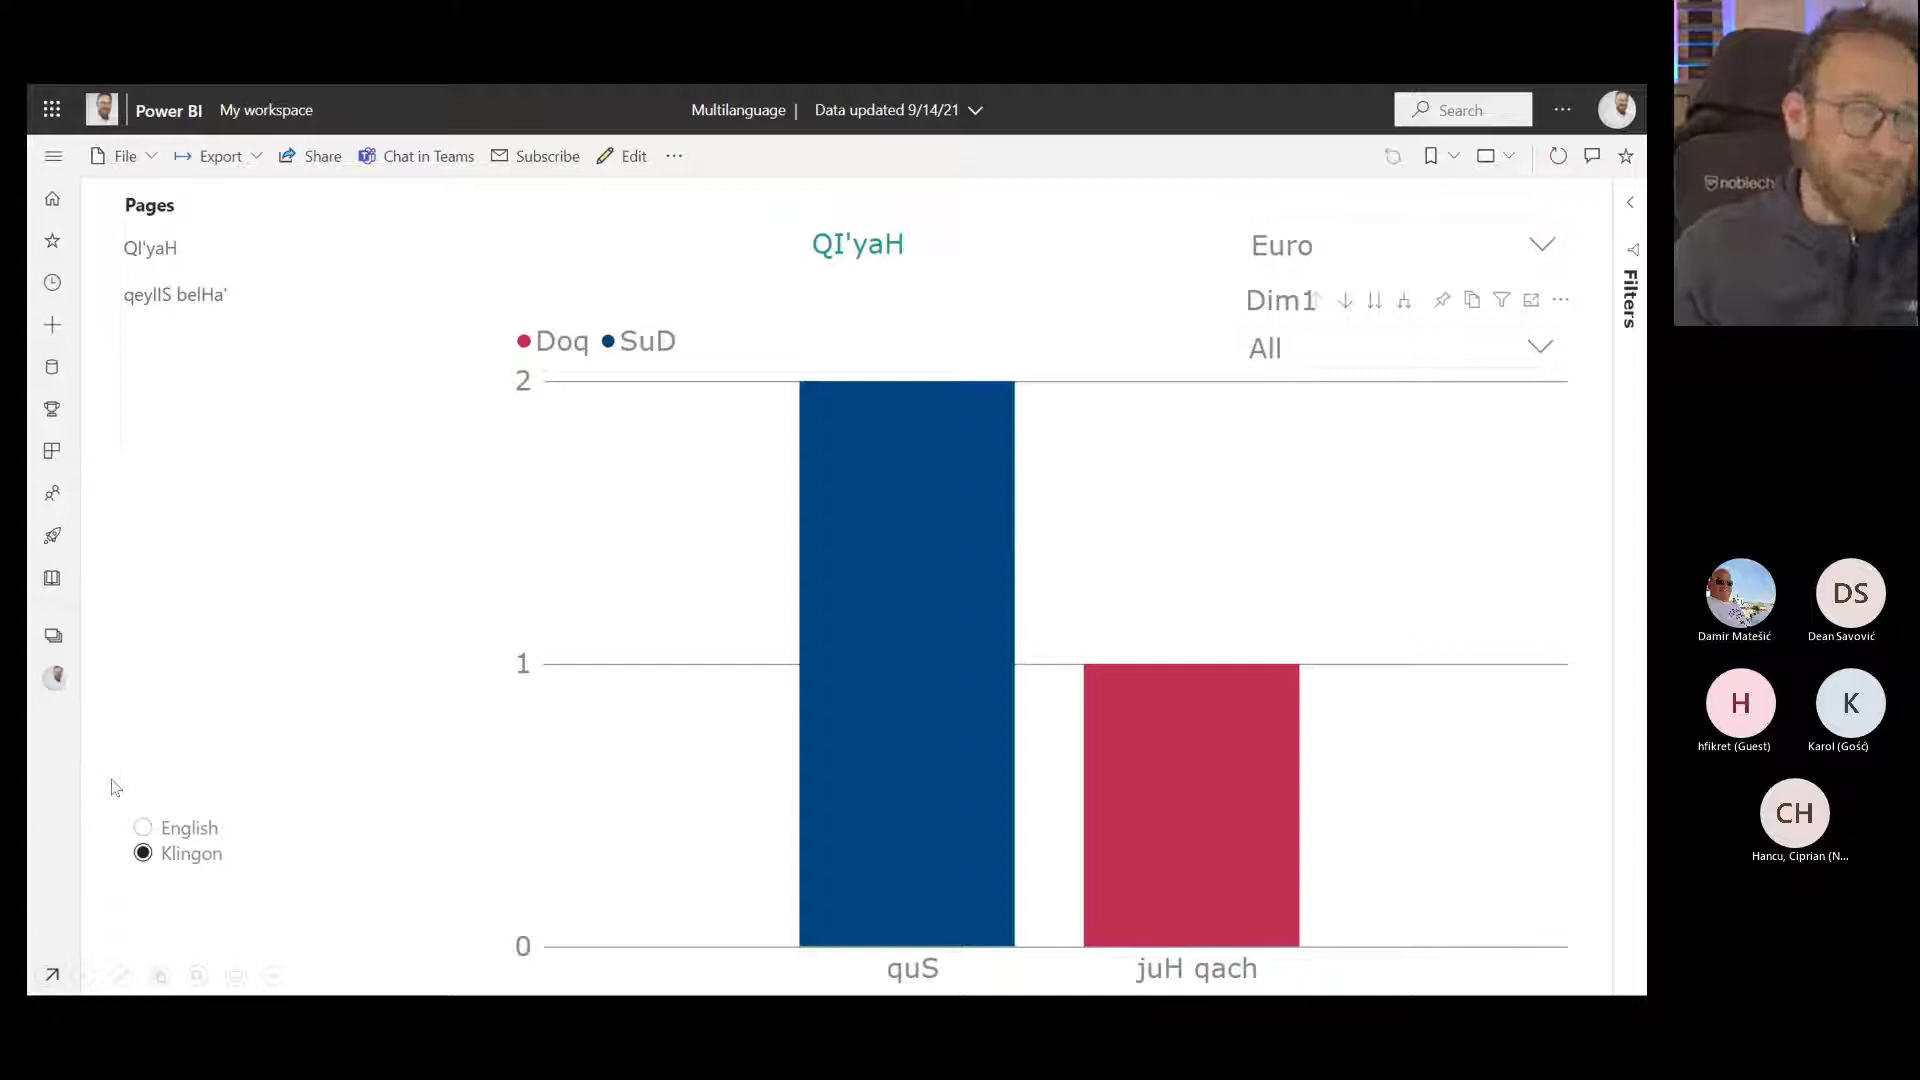 Power BI My workspace
Multilanguage | Data updated 9/14/21
Search
File Export Share Chat in Teams Subscribe Edit
Pages
QI'yaH
qeylIS belHa'
QI'yaH
Euro
Dim1
All
Filters
Doq SuD
2
1
0
quS juH qach
English
Klingon
noblech
Damir Matešić
DS
Dean Savović
H
hfikret (Guest)
K
Karol (Gość)
CH
Hancu, Ciprian (N...